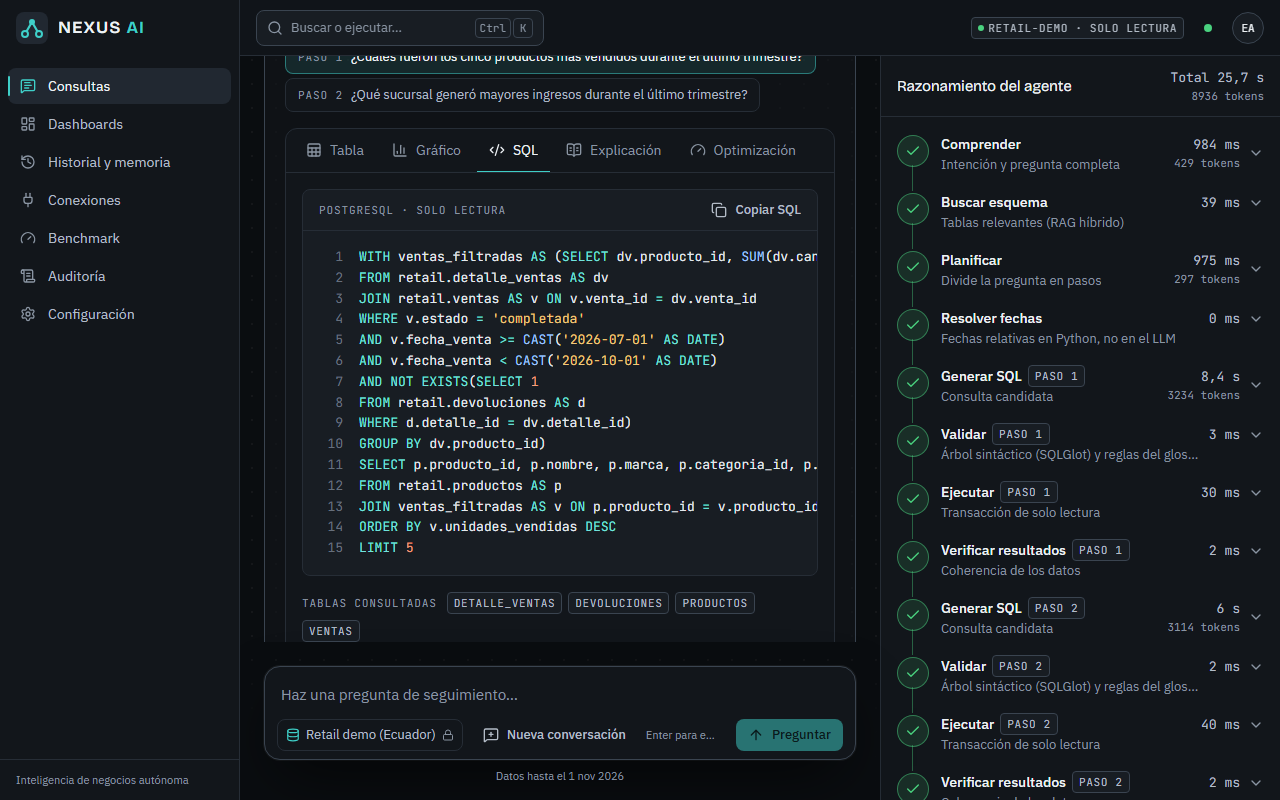 NEXUS AI
Buscar o ejecutar...
Ctrl K
RETAIL-DEMO · SOLO LECTURA
EA
Consultas
Dashboards
Historial y memoria
Conexiones
Benchmark
Auditoría
Configuración
Inteligencia de negocios autónoma
PASO 1 ¿Cuáles fueron los cinco productos más vendidos durante el último trimestre?
PASO 2 ¿Qué sucursal generó mayores ingresos durante el último trimestre?
Tabla
Gráfico
SQL
Explicación
Optimización
POSTGRESQL · SOLO LECTURA
Copiar SQL
1 WITH ventas_filtradas AS (SELECT dv.producto_id, SUM(dv.can
2 FROM retail.detalle_ventas AS dv
3 JOIN retail.ventas AS v ON v.venta_id = dv.venta_id
4 WHERE v.estado = 'completada'
5 AND v.fecha_venta >= CAST('2026-07-01' AS DATE)
6 AND v.fecha_venta < CAST('2026-10-01' AS DATE)
7 AND NOT EXISTS(SELECT 1
8 FROM retail.devoluciones AS d
9 WHERE d.detalle_id = dv.detalle_id)
10 GROUP BY dv.producto_id)
11 SELECT p.producto_id, p.nombre, p.marca, p.categoria_id, p.
12 FROM retail.productos AS p
13 JOIN ventas_filtradas AS v ON p.producto_id = v.producto_id
14 ORDER BY v.unidades_vendidas DESC
15 LIMIT 5
TABLAS CONSULTADAS DETALLE_VENTAS DEVOLUCIONES PRODUCTOS
VENTAS
Haz una pregunta de seguimiento...
Retail demo (Ecuador)
Nueva conversación
Enter para e...
Preguntar
Datos hasta el 1 nov 2026
Razonamiento del agente
Total 25,7 s
8936 tokens
Comprender 984 ms
Intención y pregunta completa 429 tokens
Buscar esquema 39 ms
Tablas relevantes (RAG híbrido)
Planificar 975 ms
Divide la pregunta en pasos 297 tokens
Resolver fechas 0 ms
Fechas relativas en Python, no en el LLM
Generar SQL PASO 1 8,4 s
Consulta candidata 3234 tokens
Validar PASO 1 3 ms
Árbol sintáctico (SQLGlot) y reglas del glos...
Ejecutar PASO 1 30 ms
Transacción de solo lectura
Verificar resultados PASO 1 2 ms
Coherencia de los datos
Generar SQL PASO 2 6 s
Consulta candidata 3114 tokens
Validar PASO 2 2 ms
Árbol sintáctico (SQLGlot) y reglas del glos...
Ejecutar PASO 2 40 ms
Transacción de solo lectura
Verificar resultados PASO 2 2 ms